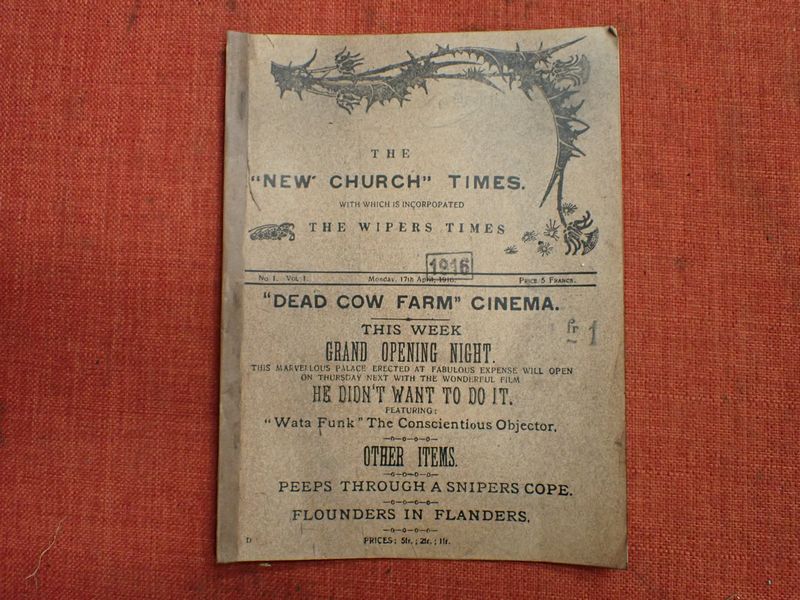 THE
"NEW CHURCH" TIMES.
WITH WHICH IS INCORPOPATED
THE WIPERS TIMES
1916
No 1. Vol 1. Monday, 17th April, 1916. Price 5 Francs.
"DEAD COW FARM" CINEMA.
THIS WEEK
GRAND OPENING NIGHT.
THIS MARVELLOUS PALACE ERECTED AT FABULOUS EXPENSE WILL OPEN
ON THURSDAY NEXT WITH THE WONDERFUL FILM
HE DIDN'T WANT TO DO IT.
FEATURING:
"Wata Funk" The Conscientious Objector.
OTHER ITEMS.
PEEPS THROUGH A SNIPERS COPE.
FLOUNDERS IN FLANDERS.
PRICES; 5fr.; 2fr.; 1fr.
D